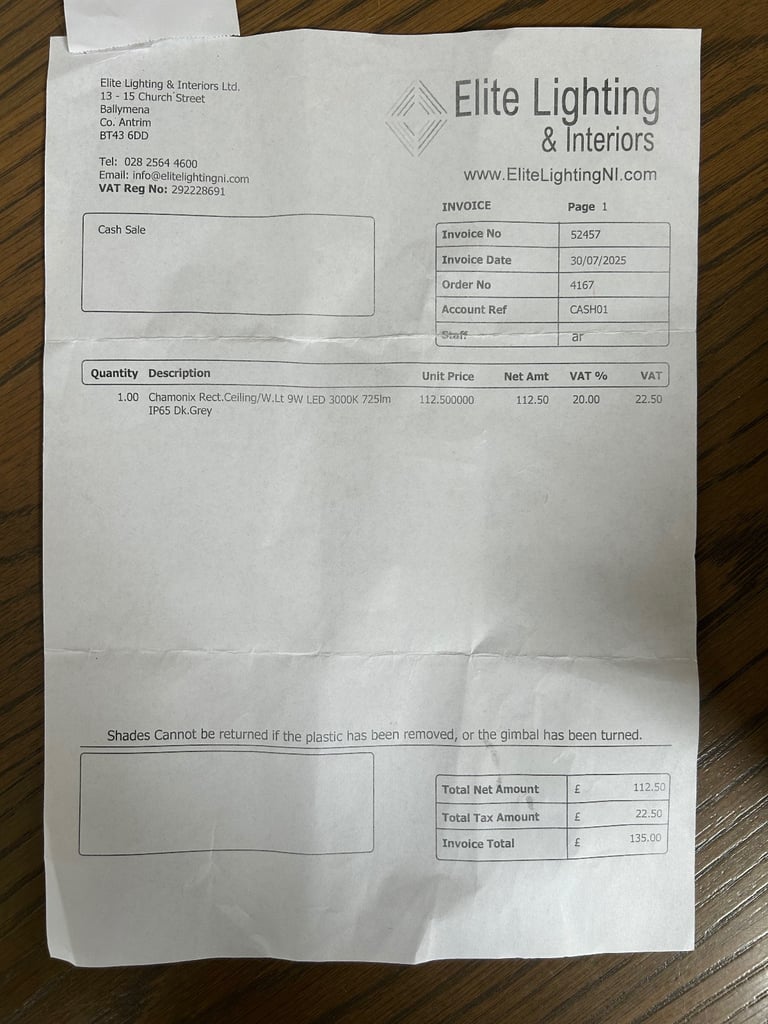 Elite Lighting & Interiors Ltd.
13 - 15 Church Street
Ballymena
Co. Antrim
BT43 6DD
Tel: 028 2564 4600
Email: info@elitelightingni.com
VAT Reg No: 292228691
Elite Lighting
& Interiors
www.EliteLightingNI.com
INVOICE Page 1
Cash Sale
Invoice No 52457
Invoice Date 30/07/2025
Order No 4167
Account Ref CASH01
Staff ar
Quantity Description Unit Price Net Amt VAT % VAT
1.00 Chamonix Rect.Ceiling/W.Lt 9W LED 3000K 725lm 112.500000 112.50 20.00 22.50
IP65 Dk.Grey
Shades Cannot be returned if the plastic has been removed, or the gimbal has been turned.
Total Net Amount £ 112.50
Total Tax Amount £ 22.50
Invoice Total £ 135.00